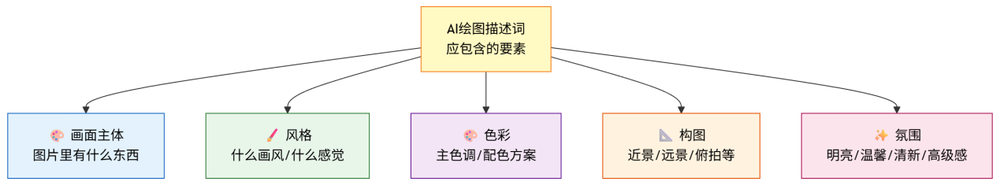 AI绘图描述词
应包含的要素
🎨 画面主体
图片里有什么东西
🖌️ 风格
什么画风/什么感觉
🎨 色彩
主色调/配色方案
📐 构图
近景/远景/俯拍等
✨ 氛围
明亮/温馨/清新/高级感